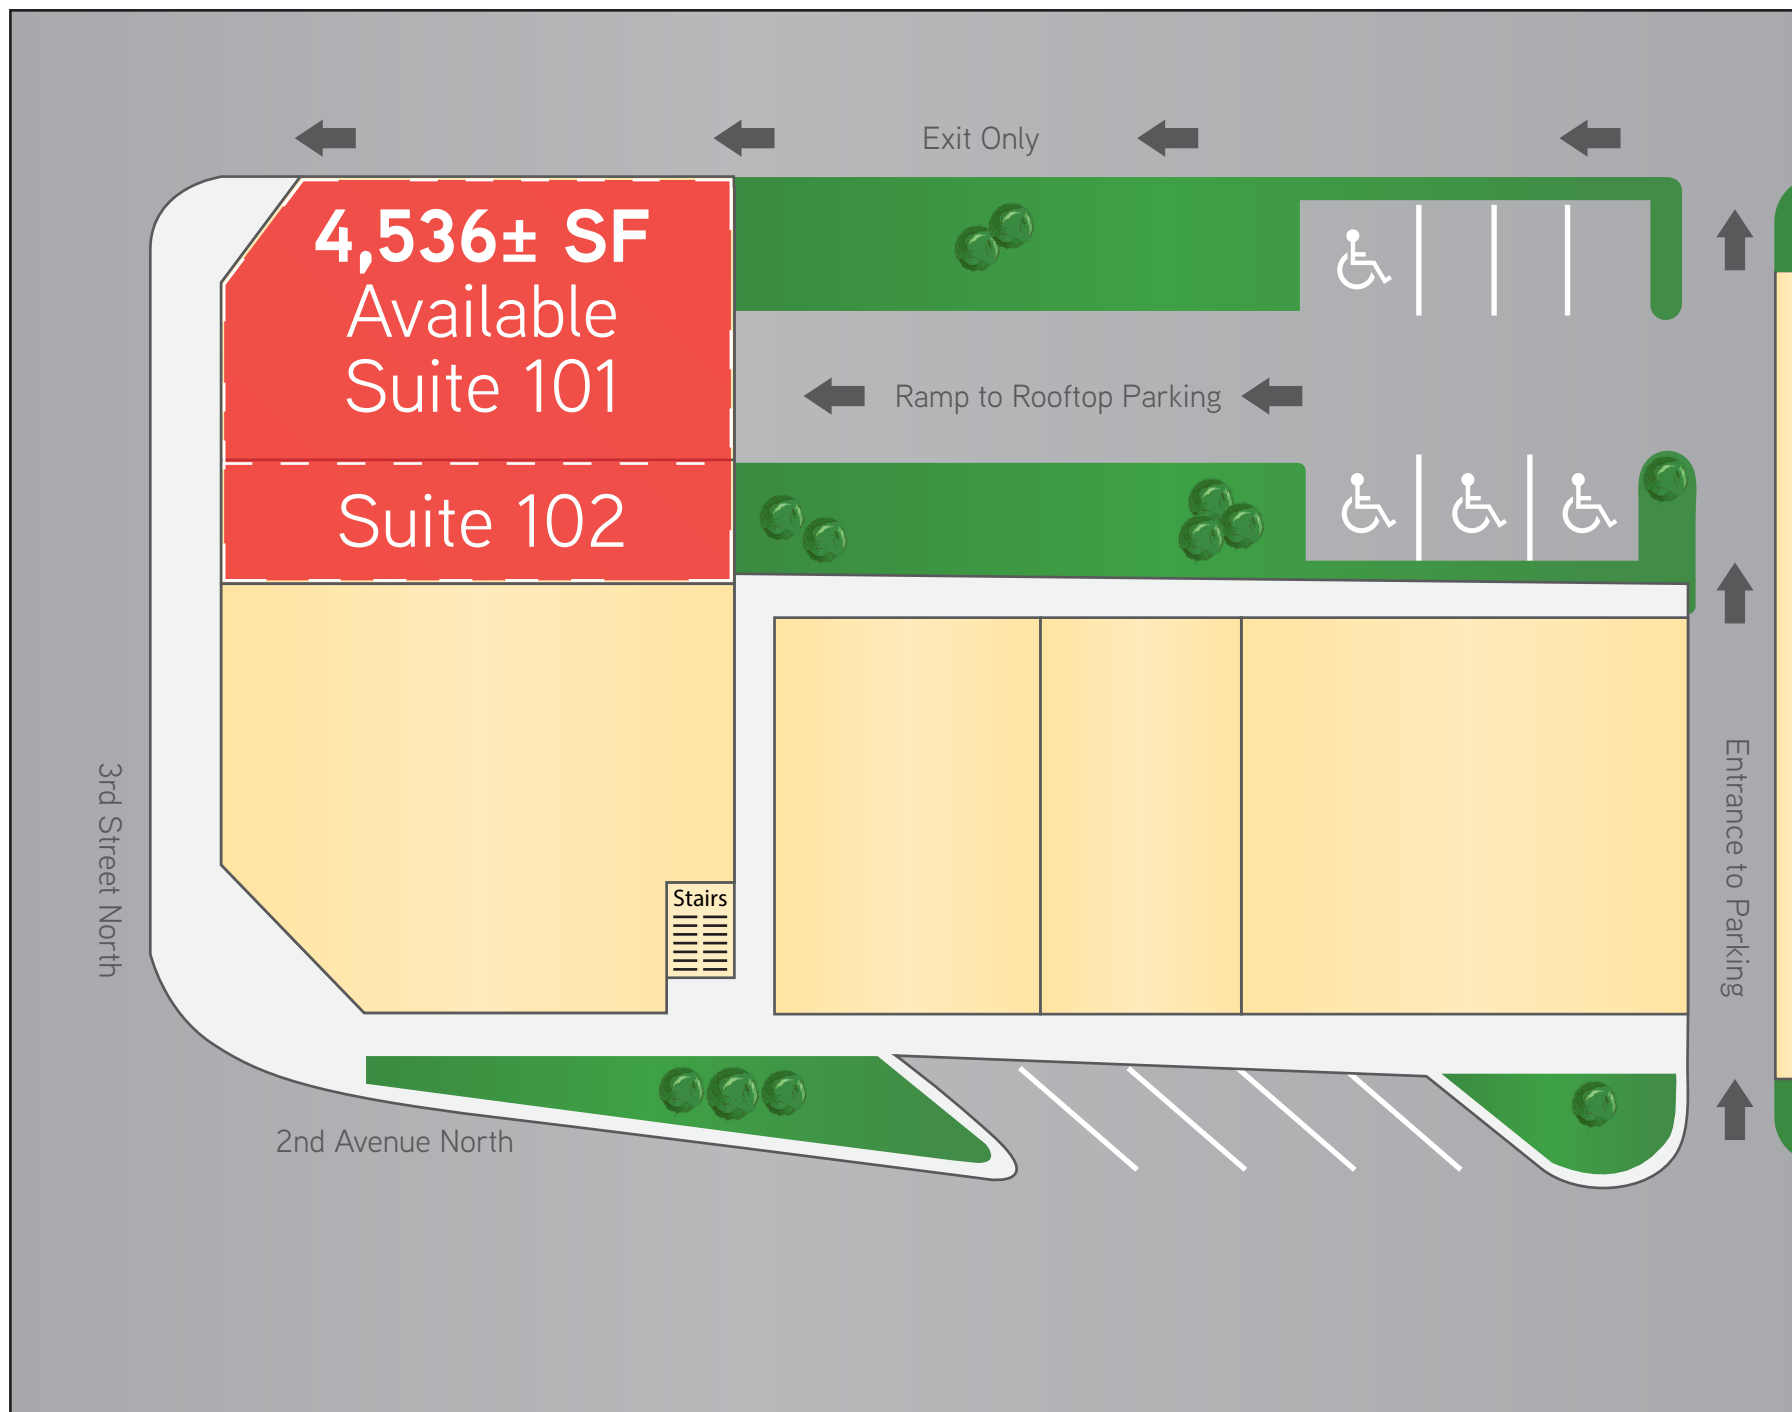 Exit Only
4,536± SF
Available
Suite 101
Ramp to Rooftop Parking
Suite 102
Stairs
3rd Street North
Entrance to Parking
2nd Avenue North